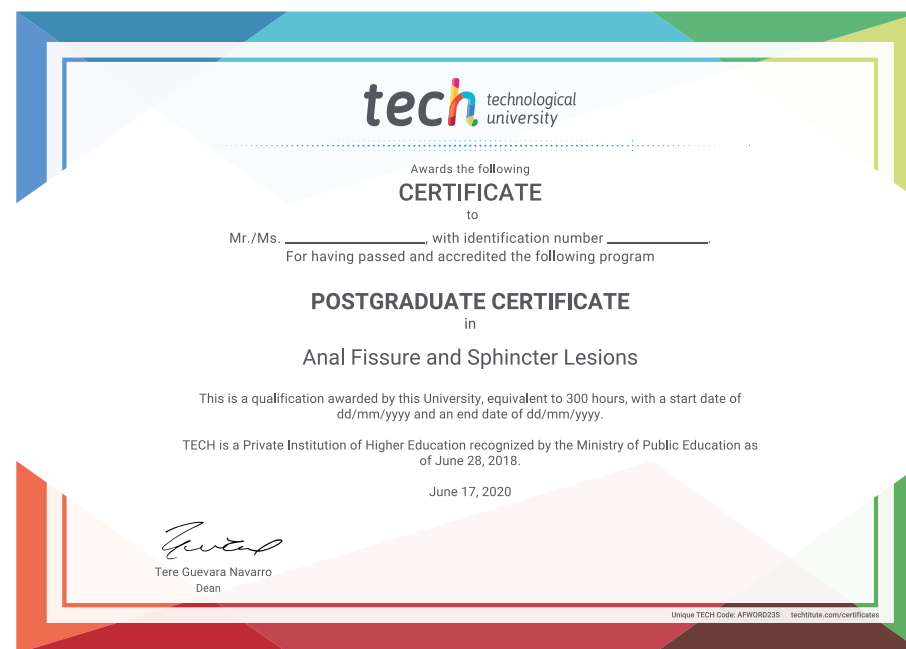 tech technological
university
Awards the following
CERTIFICATE
to
Mr./Ms. ____________________, with identification number ______________.
For having passed and accredited the following program
POSTGRADUATE CERTIFICATE
in
Anal Fissure and Sphincter Lesions
This is a qualification awarded by this University, equivalent to 300 hours, with a start date of
dd/mm/yyyy and an end date of dd/mm/yyyy.
TECH is a Private Institution of Higher Education recognized by the Ministry of Public Education as
of June 28, 2018.
June 17, 2020
Tere Guevara Navarro
Dean
Unique TECH Code: AFWORD23S techtitute.com/certificates